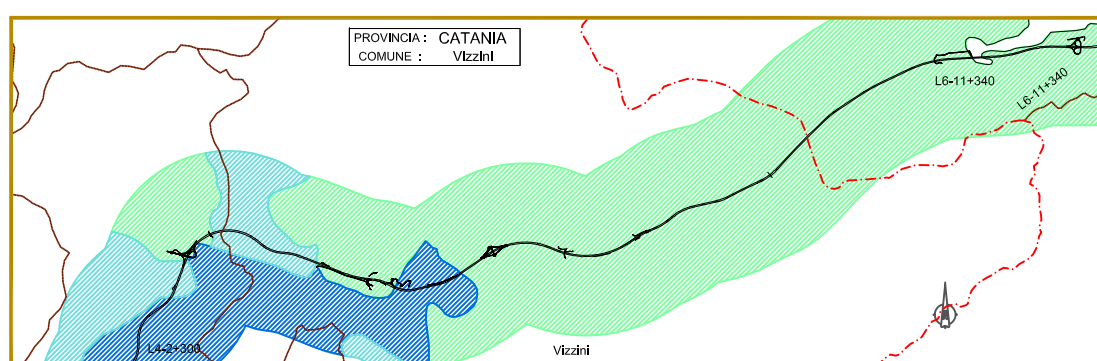 PROVINCIA : CATANIA
COMUNE : Vizzini
L6-11+340
L6-11+340
L4-2+300
Vizzini